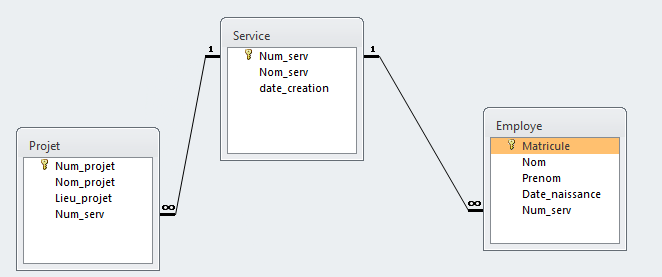 Service
Num_serv
Nom_serv
date_creation
1
1
Projet
Num_projet
Nom_projet
Lieu_projet
Num_serv
∞
Employe
Matricule
Nom
Prenom
Date_naissance
Num_serv
∞